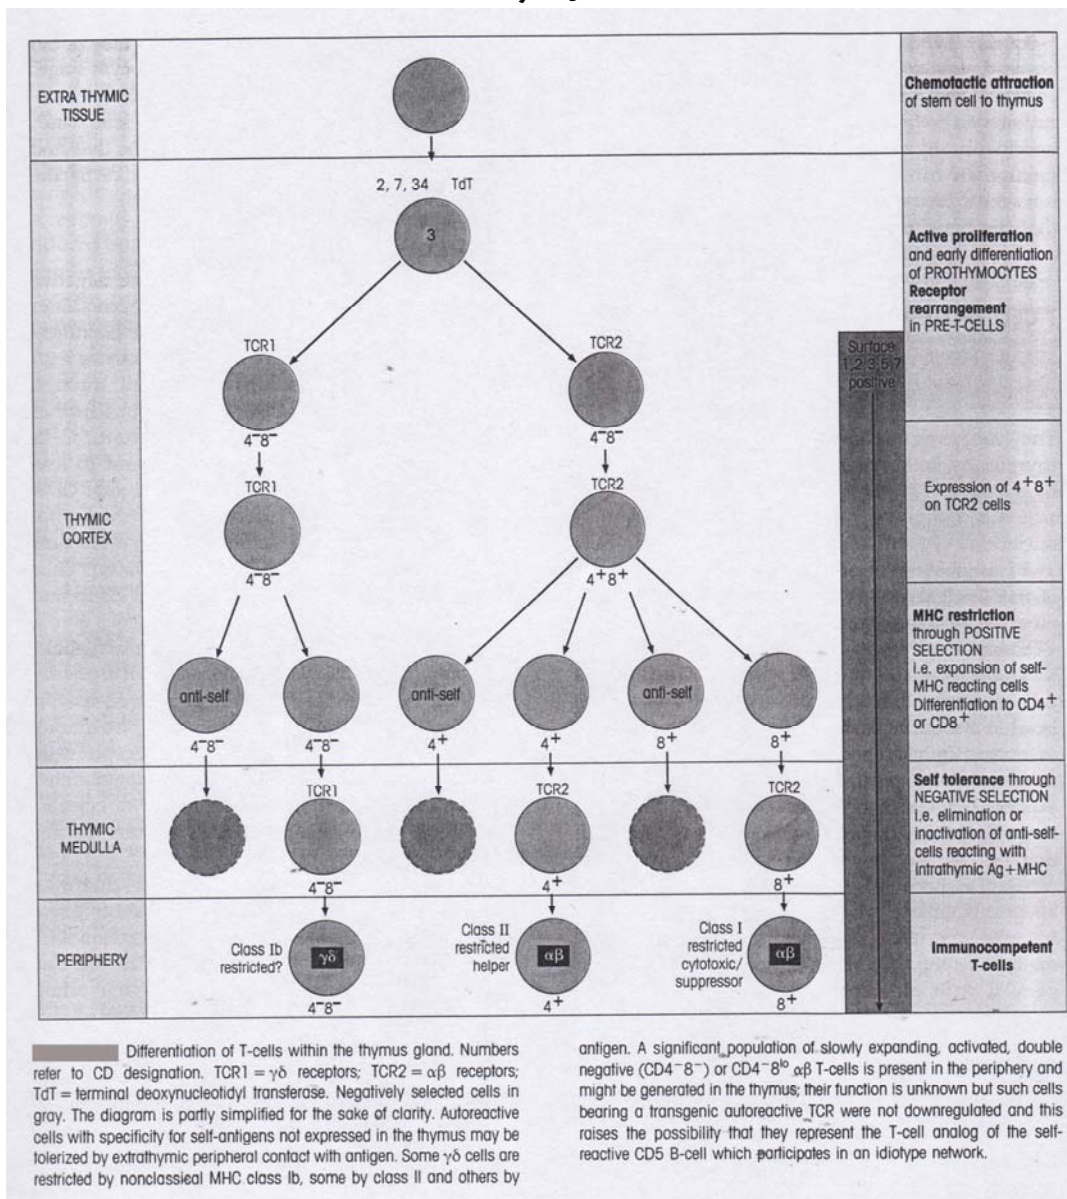 EXTRA THYMIC
TISSUE
Chemotactic attraction
of stem cell to thymus
2, 7, 34 TdT
3
Active proliferation
and early differentiation
of PROTHYMOCYTES
Receptor
rearrangement
in PRE-T-CELLS
TCR1
TCR2
Surface
1,2,3,5,7
positive
4⁻8⁻
4⁻8⁻
TCR1
TCR2
Expression of 4⁺8⁺
on TCR2 cells
THYMIC
CORTEX
4⁻8⁻
4⁺8⁺
MHC restriction
through POSITIVE
SELECTION
i.e. expansion of self-
MHC reacting cells
Differentiation to CD4⁺
or CD8⁺
anti-self
anti-self
anti-self
4⁻8⁻
4⁻8⁻
4⁺
4⁺
8⁺
8⁺
TCR1
TCR2
TCR2
THYMIC
MEDULLA
Self tolerance through
NEGATIVE SELECTION
i.e. elimination or
inactivation of anti-self-
cells reacting with
intrathymic Ag+MHC
4⁻8⁻
4⁺
8⁺
PERIPHERY
Class Ib
restricted?
γδ
4⁻8⁻
Class II
restricted
helper
αβ
4⁺
Class I
restricted
cytotoxic/
suppressor
αβ
8⁺
Immunocompetent
T-cells
Differentiation of T-cells within the thymus gland. Numbers
refer to CD designation. TCR1 = γδ receptors; TCR2 = αβ receptors;
TdT = terminal deoxynucleotidyl transferase. Negatively selected cells in
gray. The diagram is partly simplified for the sake of clarity. Autoreactive
cells with specificity for self-antigens not expressed in the thymus may be
tolerized by extrathymic peripheral contact with antigen. Some γδ cells are
restricted by nonclassical MHC class Ib, some by class II and others by
antigen. A significant population of slowly expanding, activated, double
negative (CD4⁻8⁻) or CD4⁻8ˡᵒ αβ T-cells is present in the periphery and
might be generated in the thymus; their function is unknown but such cells
bearing a transgenic autoreactive TCR were not downregulated and this
raises the possibility that they represent the T-cell analog of the self-
reactive CD5 B-cell which participates in an idiotype network.